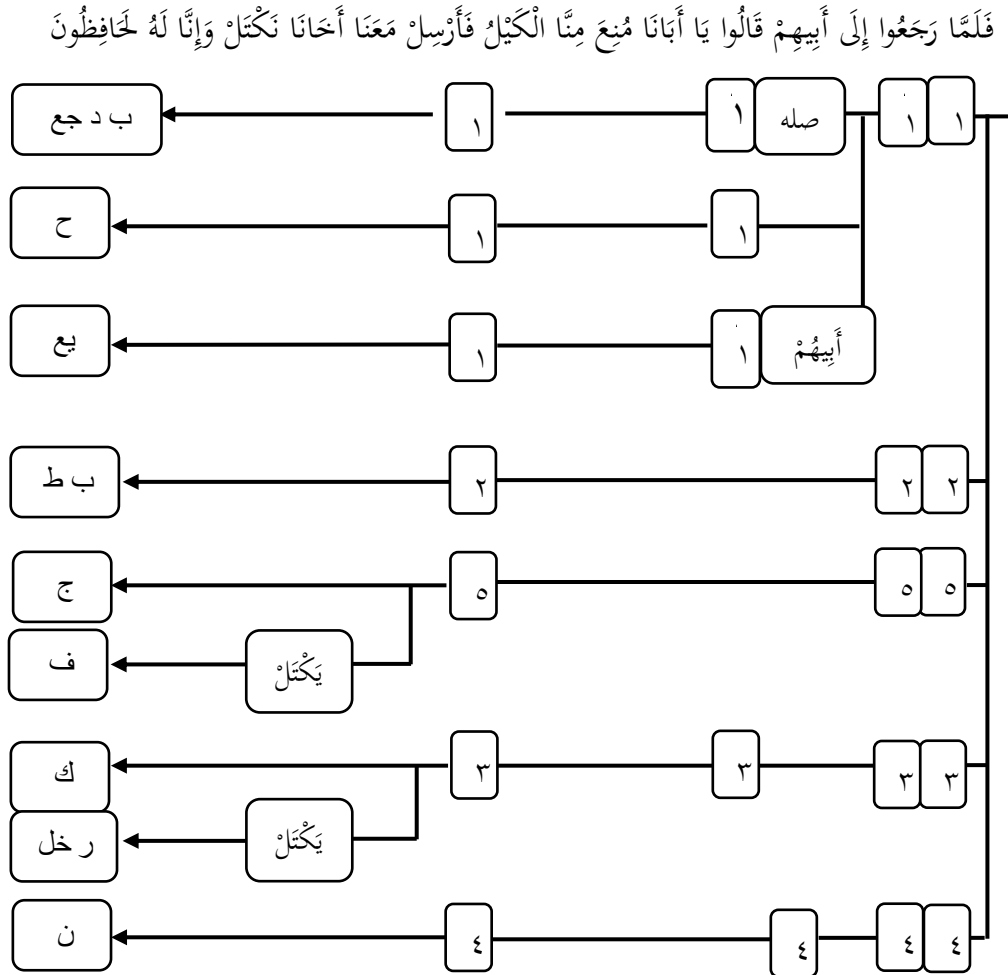 فَلَمَّا رَجَعُوا إِلَى أَبِيهِمْ قَالُوا يَا أَبَانَا مُنِعَ مِنَّا الْكَيْلُ فَأَرْسِلْ مَعَنَا أَخَانَا نَكْتَلْ وَإِنَّا لَهُ لَحَافِظُونَ
١ ١ صله ١ ١ ب د جع
١ ١ ح
أَبِيهُمْ ١ ١ يع
٢ ٢ ٢ ب ط
٥ ٥ ٥ ج
يَكْتَلْ ف
٣ ٣ ٣ ٣ ك
يَكْتَلْ ر خل
٤ ٤ ٤ ٤ ن